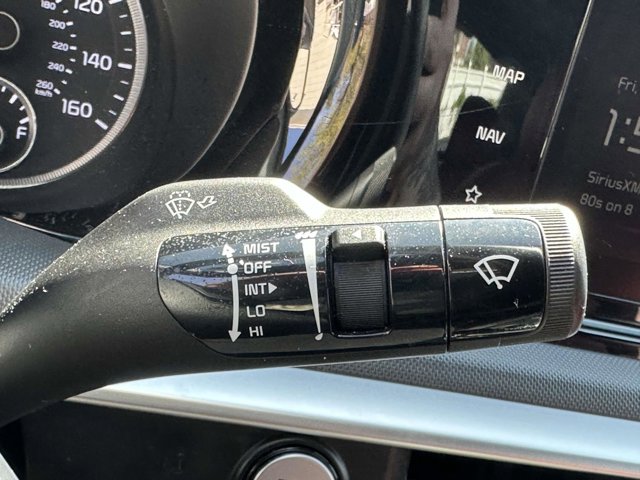 120
180
200
220
240
260
km/h
140
160
F
MAP
NAV
Fri,
1:5
SiriusXM
80s on 8
MIST
OFF
INT
LO
HI